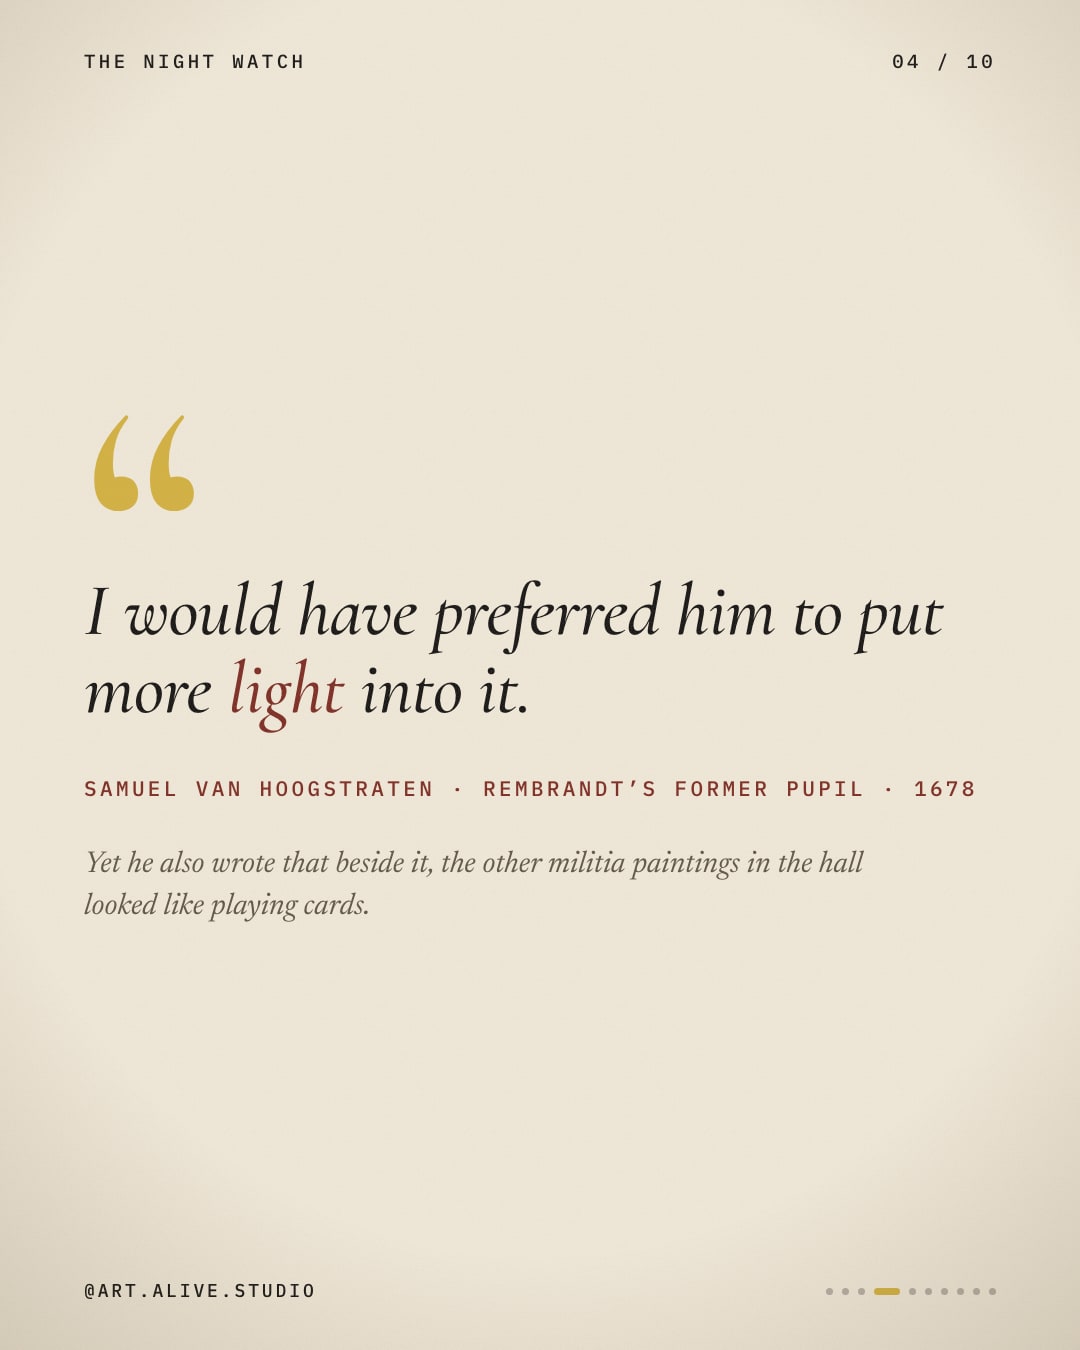 THE NIGHT WATCH
04 / 10
“
I would have preferred him to put
more light into it.
SAMUEL VAN HOOGSTRATEN · REMBRANDT’S FORMER PUPIL · 1678
Yet he also wrote that beside it, the other militia paintings in the hall
looked like playing cards.
@ART.ALIVE.STUDIO